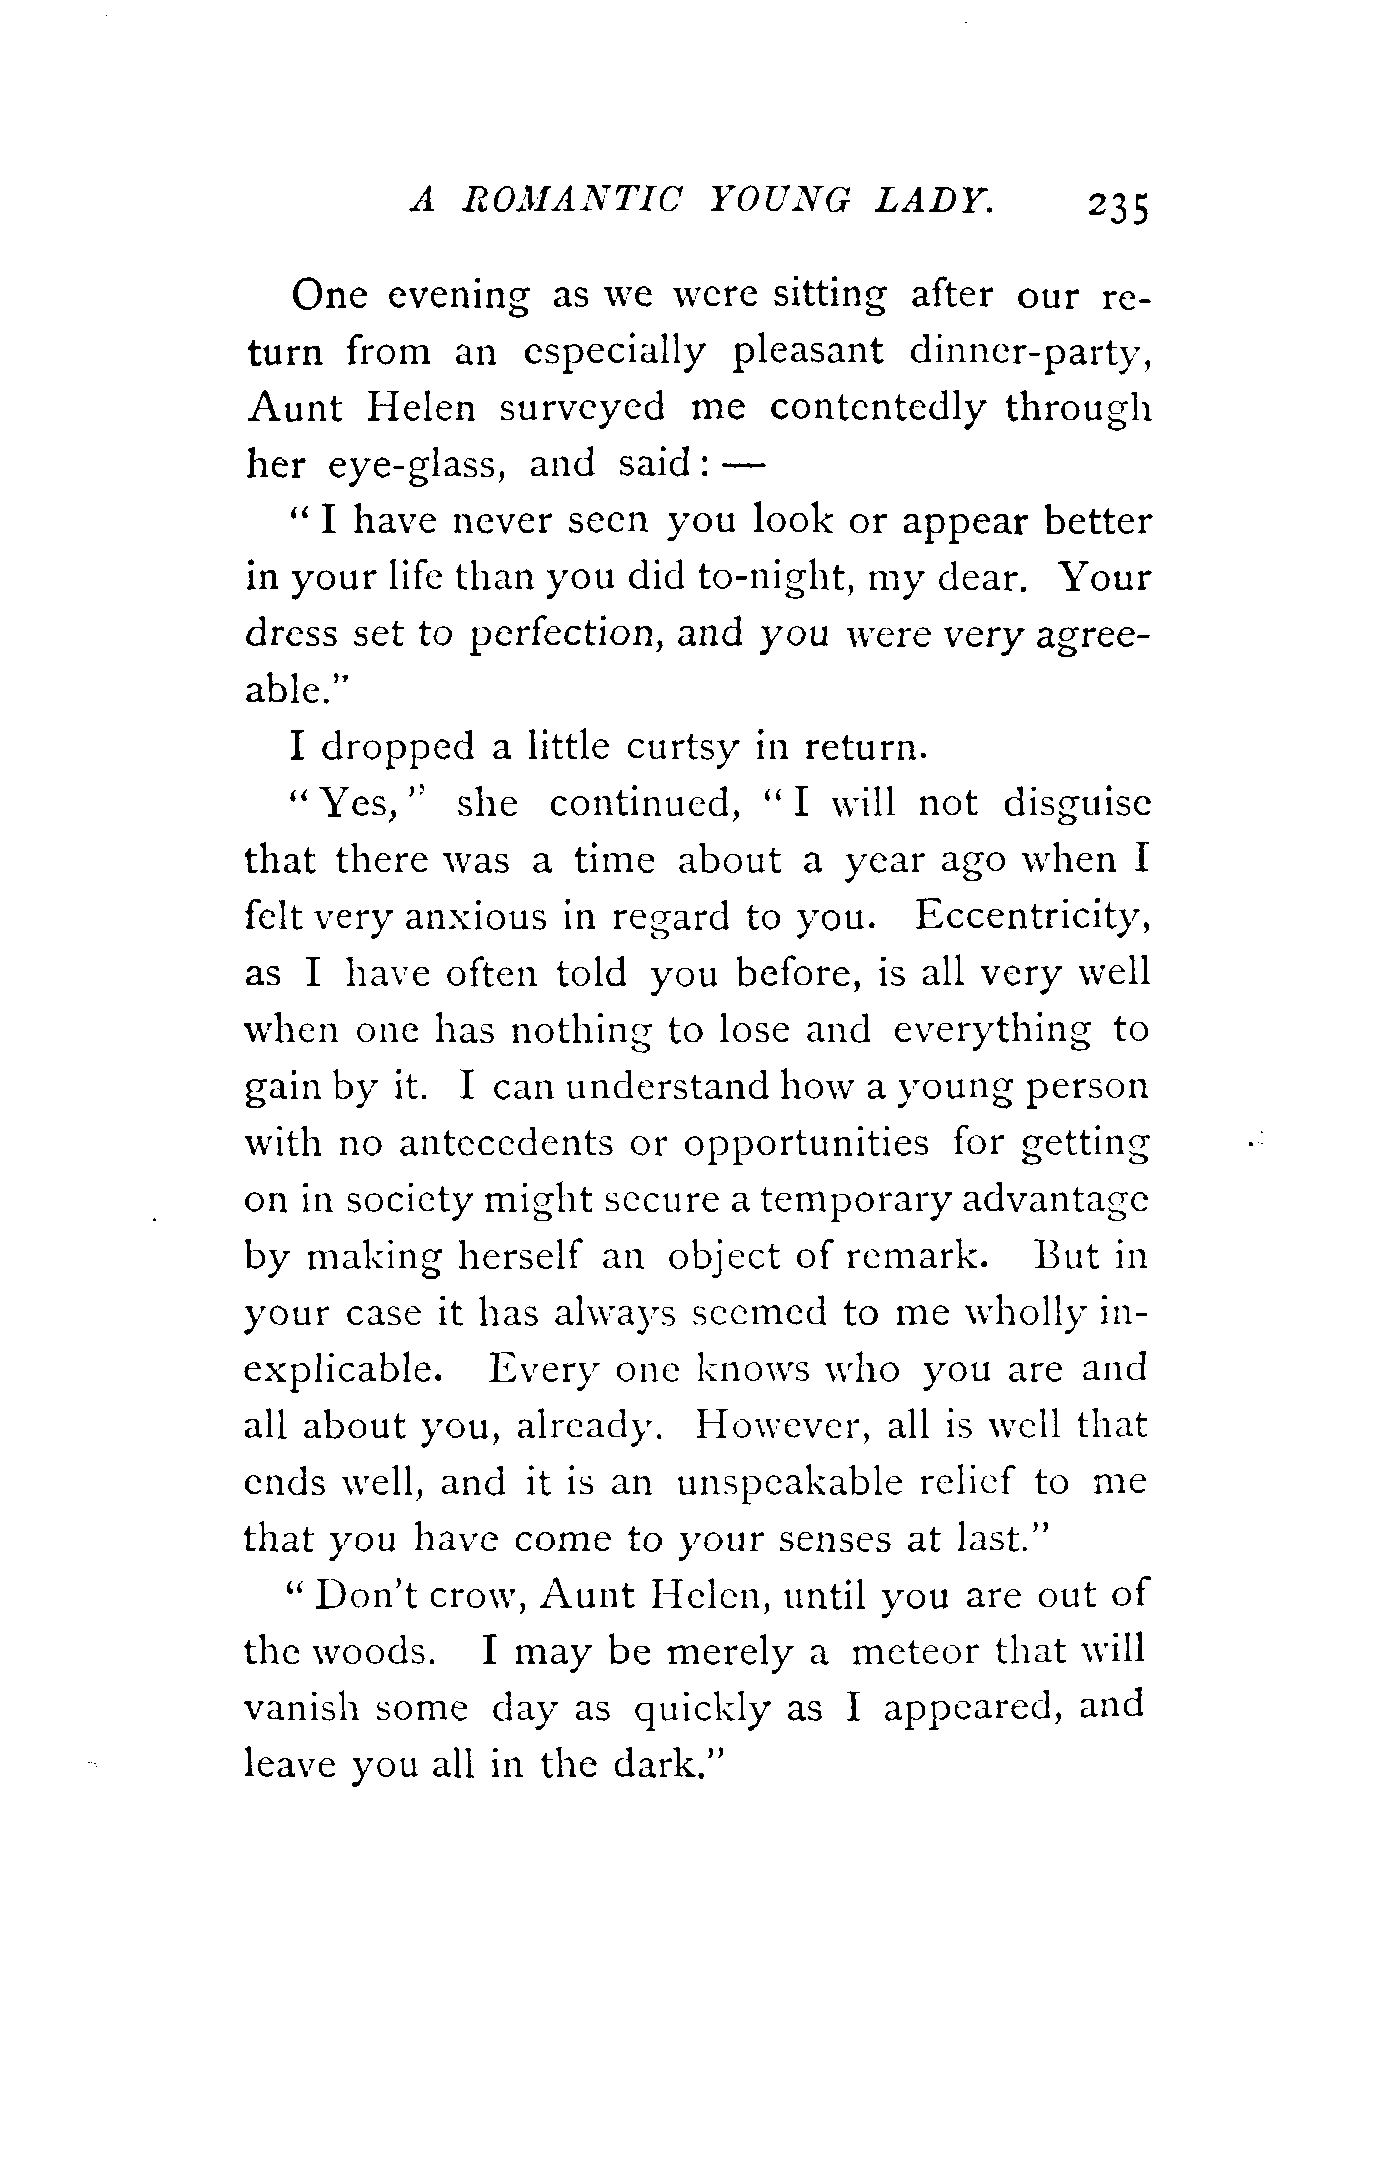 A ROMANTIC YOUNG LADY. 235
One evening as we were sitting after our re-
turn from an especially pleasant dinner-party,
Aunt Helen surveyed me contentedly through
her eye-glass, and said : —
" I have never seen you look or appear better
in your life than you did to-night, my dear. Your
dress set to perfection, and you were very agree-
able."
I dropped a little curtsy in return.
" Yes, " she continued, " I will not disguise
that there was a time about a year ago when I
felt very anxious in regard to you. Eccentricity,
as I have often told you before, is all very well
when one has nothing to lose and everything to
gain by it. I can understand how a young person
with no antecedents or opportunities for getting
on in society might secure a temporary advantage
by making herself an object of remark. But in
your case it has always seemed to me wholly in-
explicable. Every one knows who you are and
all about you, already. However, all is well that
ends well, and it is an unspeakable relief to me
that you have come to your senses at last."
" Don't crow, Aunt Helen, until you are out of
the woods. I may be merely a meteor that will
vanish some day as quickly as I appeared, and
leave you all in the dark."